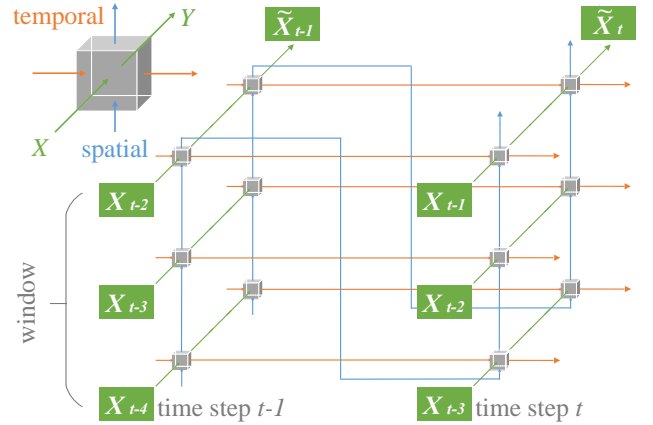 temporal
Y
X
spatial
X̃ t-1
X̃ t
X t-2
X t-1
window
X t-3
X t-2
X t-4
time step t-1
X t-3
time step t